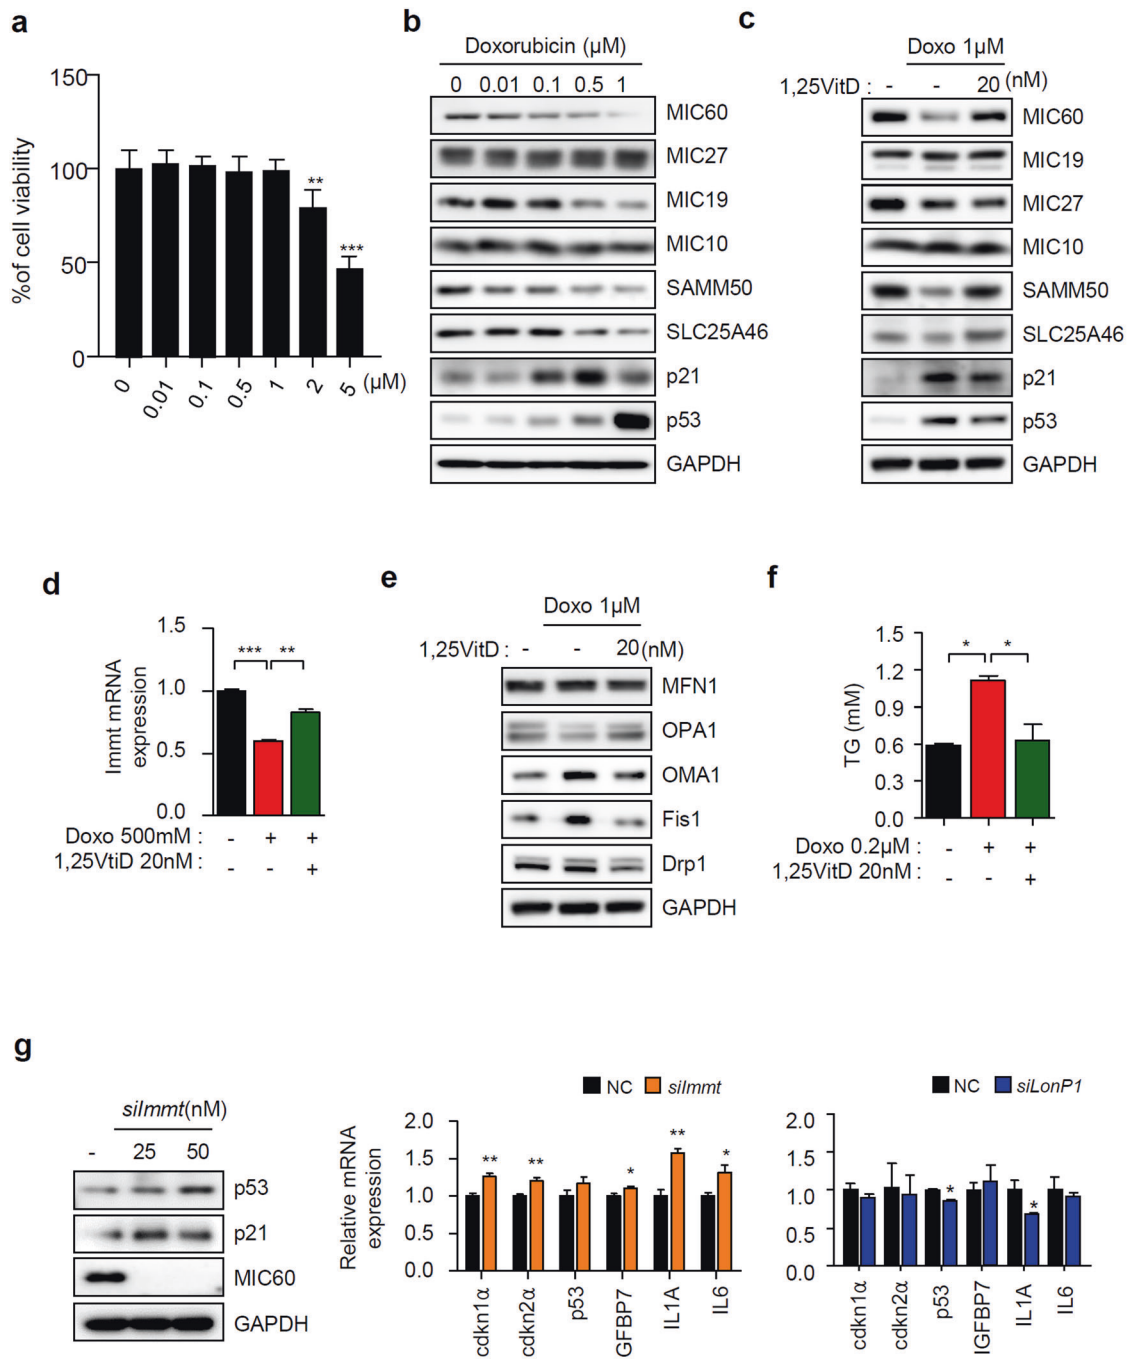 a
150
100
50
0
%of cell viability
**
***
0 0.01 0.1 0.5 1 2 5 (μM)
b
Doxorubicin (μM)
0 0.01 0.1 0.5 1
MIC60
MIC27
MIC19
MIC10
SAMM50
SLC25A46
p21
p53
GAPDH
c
Doxo 1μM
1,25VitD : - - 20 (nM)
MIC60
MIC19
MIC27
MIC10
SAMM50
SLC25A46
p21
p53
GAPDH
d
1.5
1.0
0.5
0.0
Immt mRNA
expression
*** **
Doxo 500mM : - + +
1,25VtiD 20nM : - - +
e
Doxo 1μM
1,25VitD : - - 20 (nM)
MFN1
OPA1
OMA1
Fis1
Drp1
GAPDH
f
1.5
1.2
0.9
0.6
0.3
0.0
TG (mM)
* *
Doxo 0.2μM : - + +
1,25VitD 20nM : - - +
g
siImmt(nM)
- 25 50
p53
p21
MIC60
GAPDH
NC siImmt
2.0
1.5
1.0
0.5
0.0
Relative mRNA
expression
** ** * ** *
cdkn1α cdkn2α p53 GFBP7 IL1A IL6
NC siLonP1
2.0
1.5
1.0
0.5
0.0
* *
cdkn1α cdkn2α p53 IGFBP7 IL1A IL6